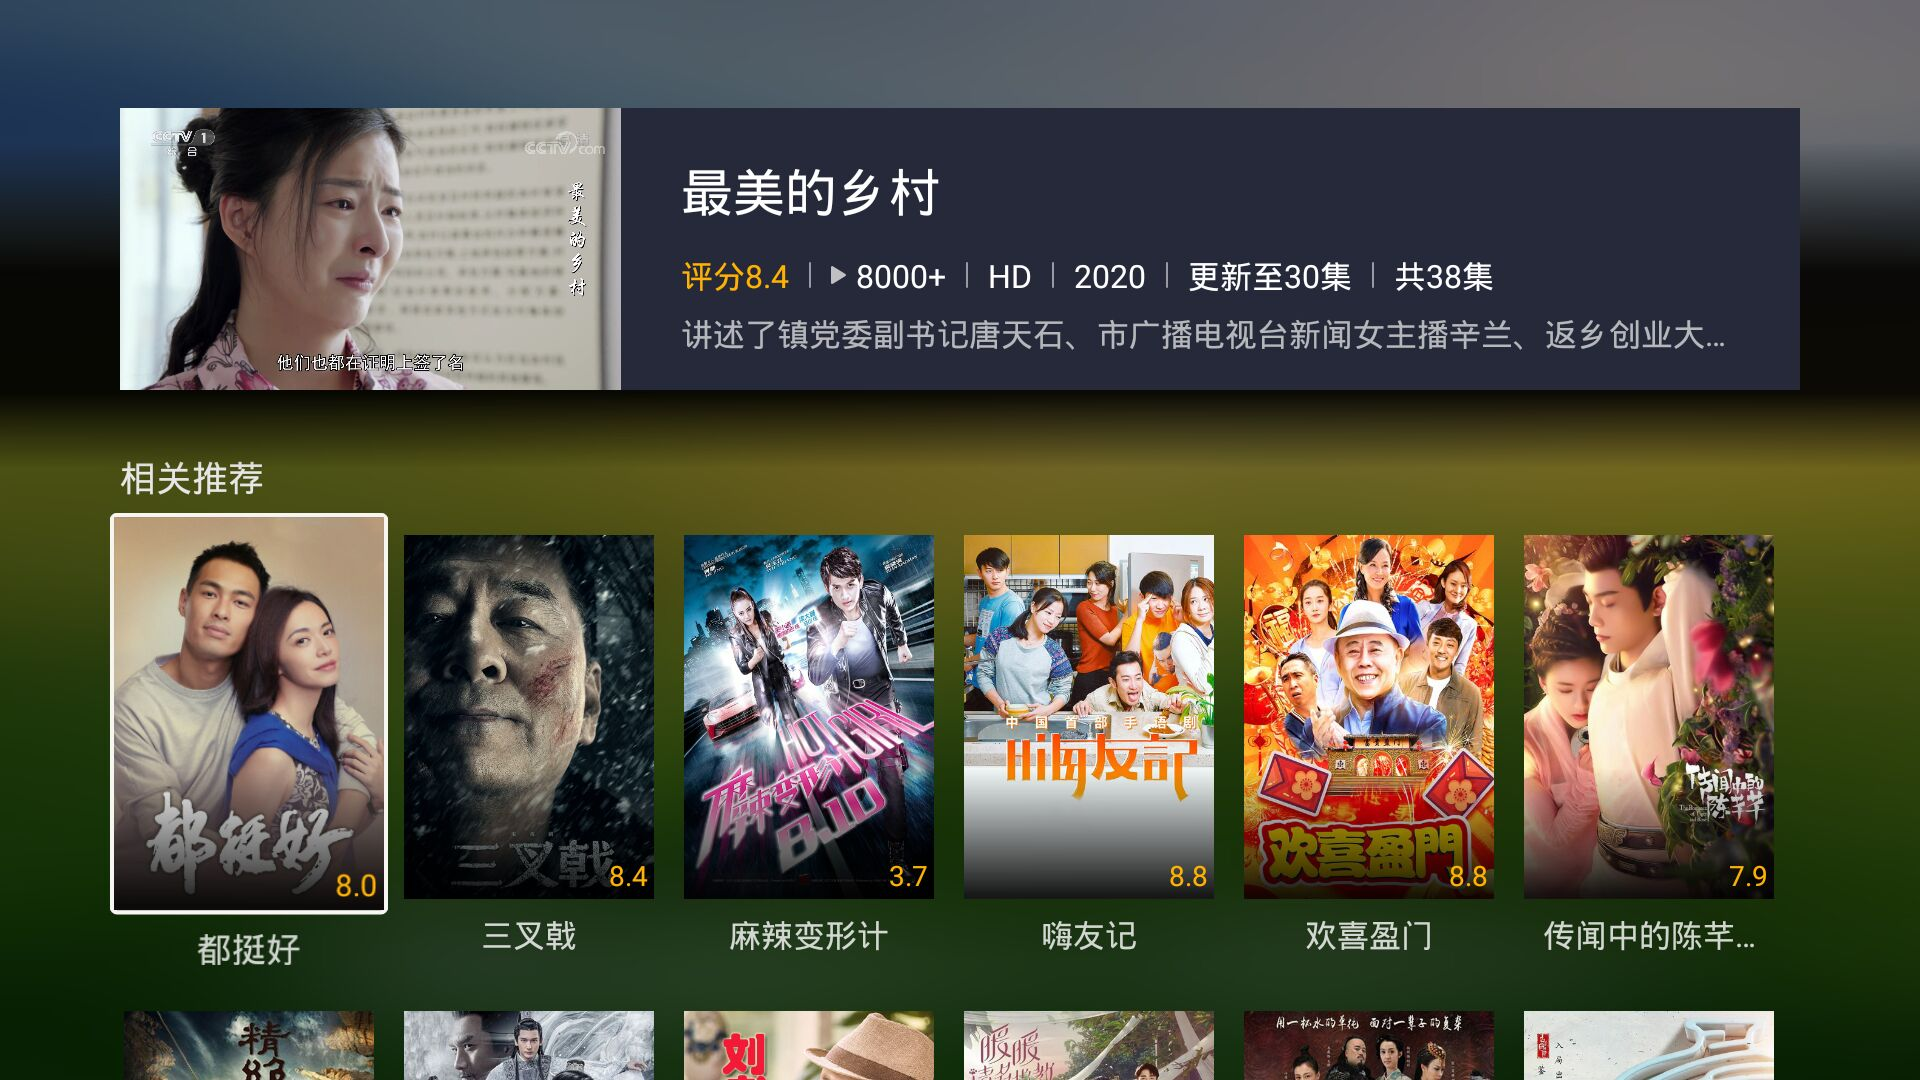 CCTV 1
综合
CCTV.com
最美的乡村
他们也都在证明上签了名
最美的乡村
评分8.4 8000+ HD 2020 更新至30集 共38集
讲述了镇党委副书记唐天石、市广播电视台新闻女主播辛兰、返乡创业大...
相关推荐
都挺好
8.0
三叉戟
8.4
HOT GIRL
麻辣变形计
8.10
3.7
中国首部手语剧
嗨友記
8.8
福
欢喜盈門
8.8
传闻中的陈芊芊
7.9
都挺好
三叉戟
麻辣变形计
嗨友记
欢喜盈门
传闻中的陈芊...
精
刘
暖暖
用一杯水的单纯 面对一辈子的复杂
入局